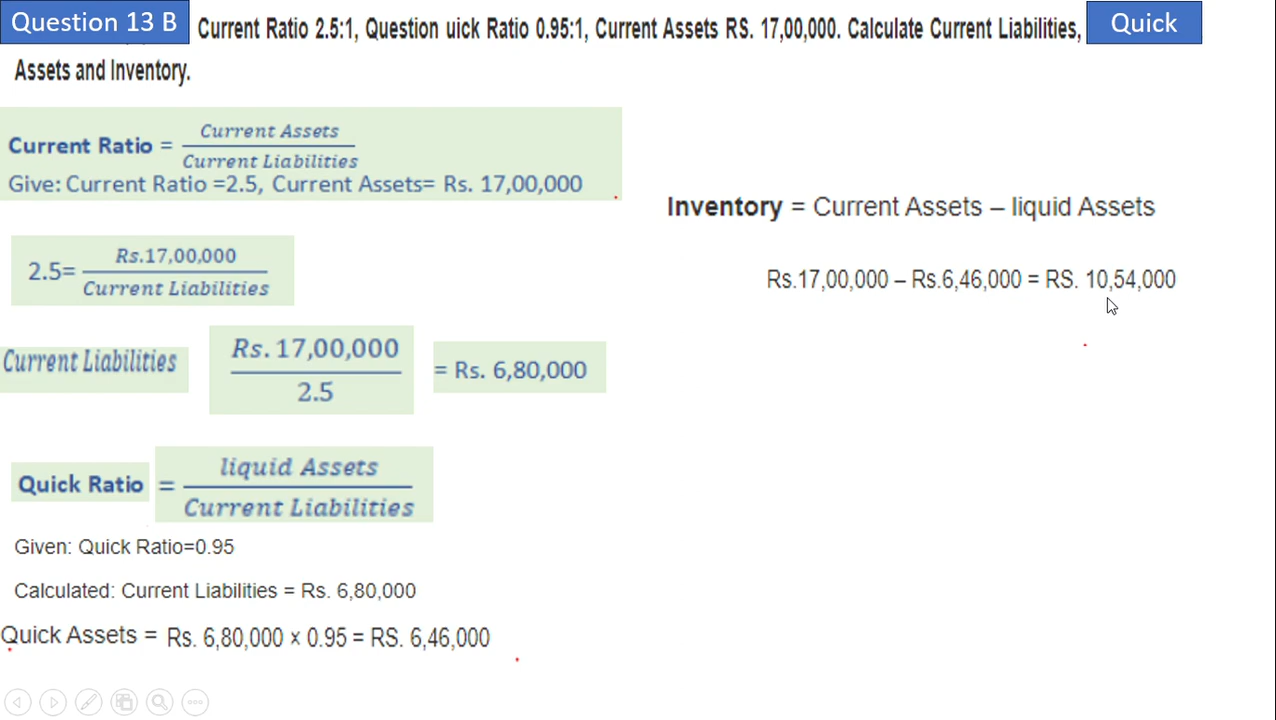 Question 13 B Current Ratio 2.5:1, Question uick Ratio 0.95:1, Current Assets RS. 17,00,000. Calculate Current Liabilities, Quick
Assets and Inventory.
Current Ratio = Current Assets / Current Liabilities
Give: Current Ratio =2.5, Current Assets= Rs. 17,00,000
2.5= Rs.17,00,000 / Current Liabilities
Current Liabilities Rs. 17,00,000 / 2.5 = Rs. 6,80,000
Quick Ratio = liquid Assets / Current Liabilities
Given: Quick Ratio=0.95
Calculated: Current Liabilities = Rs. 6,80,000
Quick Assets = Rs. 6,80,000 × 0.95 = RS. 6,46,000
Inventory = Current Assets – liquid Assets
Rs.17,00,000 – Rs.6,46,000 = RS. 10,54,000